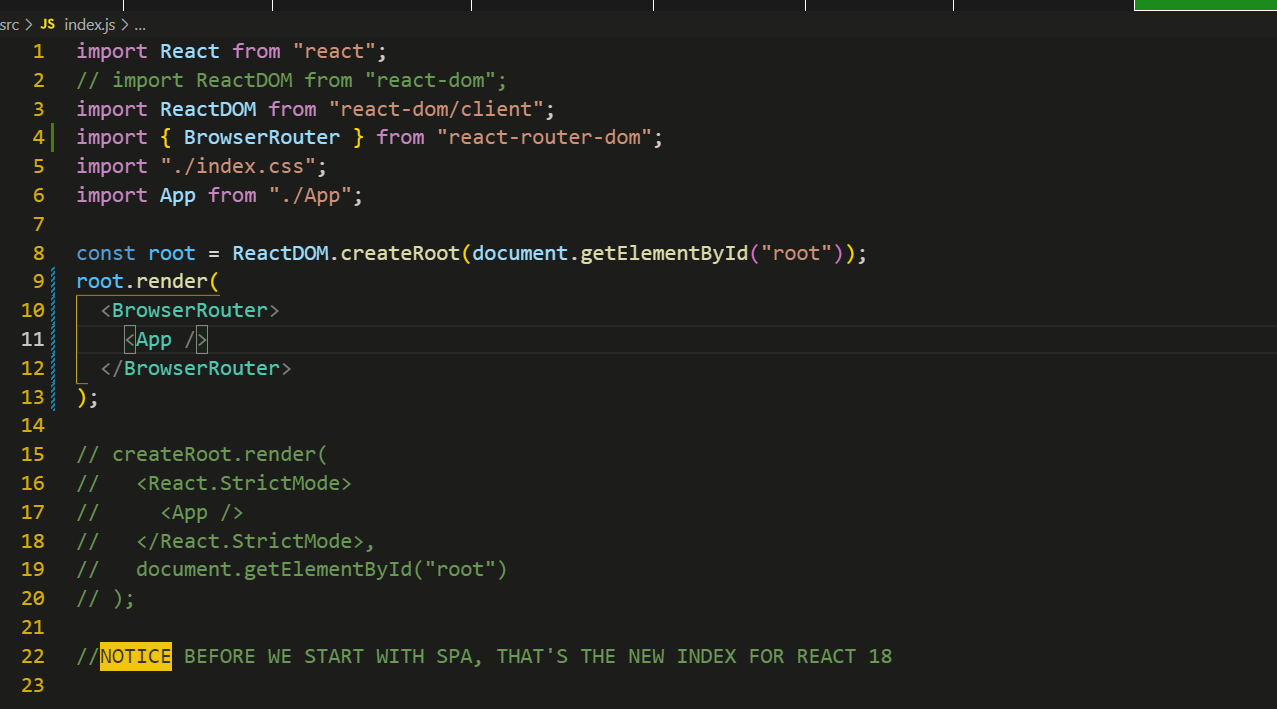 src > JS index.js > ...
1 import React from "react";
2 // import ReactDOM from "react-dom";
3 import ReactDOM from "react-dom/client";
4 import { BrowserRouter } from "react-router-dom";
5 import "./index.css";
6 import App from "./App";
7
8 const root = ReactDOM.createRoot(document.getElementById("root"));
9 root.render(
10   <BrowserRouter>
11     <App />
12   </BrowserRouter>
13 );
14
15 // createRoot.render(
16 //   <React.StrictMode>
17 //     <App />
18 //   </React.StrictMode>,
19 //   document.getElementById("root")
20 // );
21
22 //NOTICE BEFORE WE START WITH SPA, THAT'S THE NEW INDEX FOR REACT 18
23